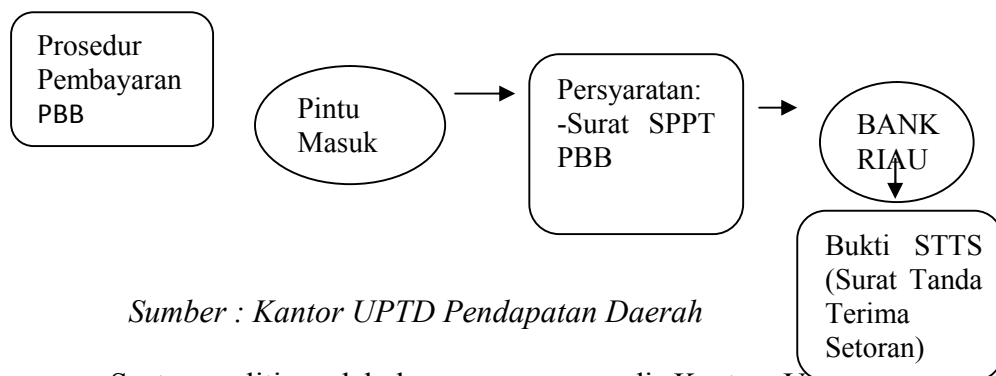 Prosedur
Pembayaran
PBB
Pintu
Masuk
Persyaratan:
-Surat SPPT
PBB
BANK
RIAU
Bukti STTS
(Surat Tanda
Terima
Setoran)
Sumber : Kantor UPTD Pendapatan Daerah